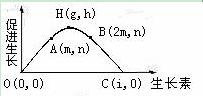 促进生长
H(g,h)
A(m,n)
B(2m,n)
O(0,0)
C(i,0)
生长素